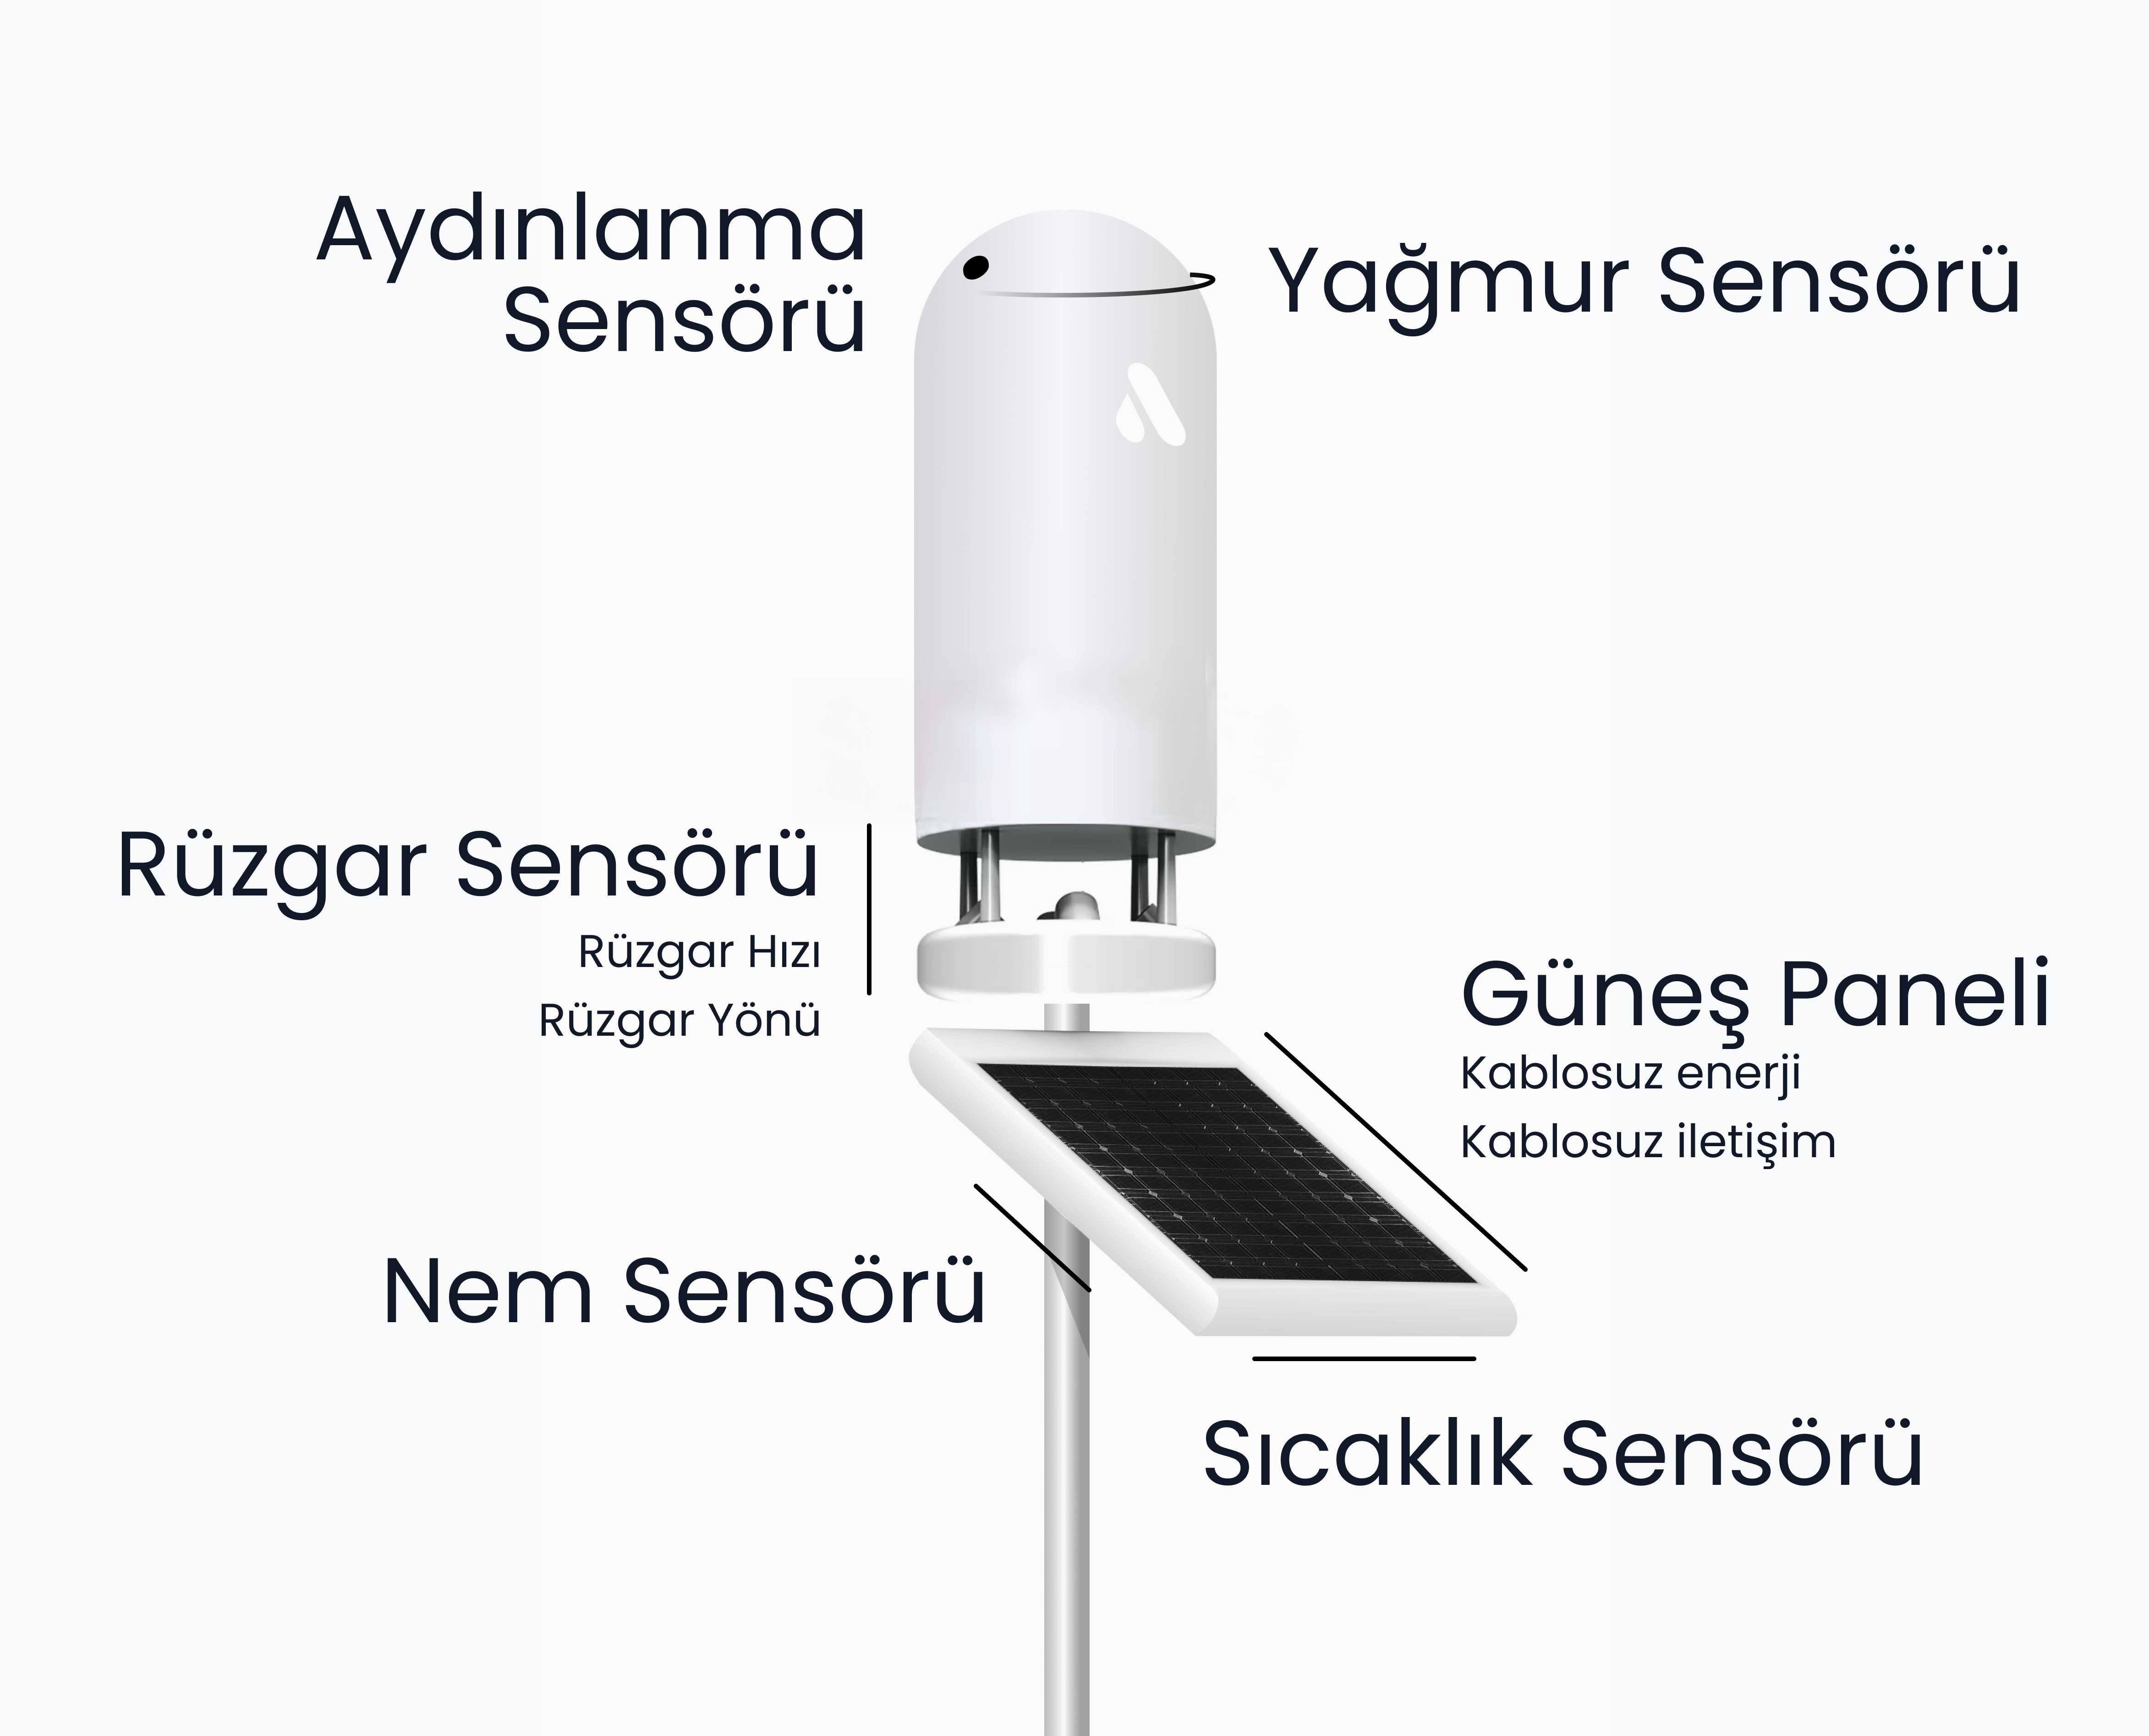 Aydınlanma
Sensörü
Yağmur Sensörü
Rüzgar Sensörü
Rüzgar Hızı
Rüzgar Yönü
Güneş Paneli
Kablosuz enerji
Kablosuz iletişim
Nem Sensörü
Sıcaklık Sensörü